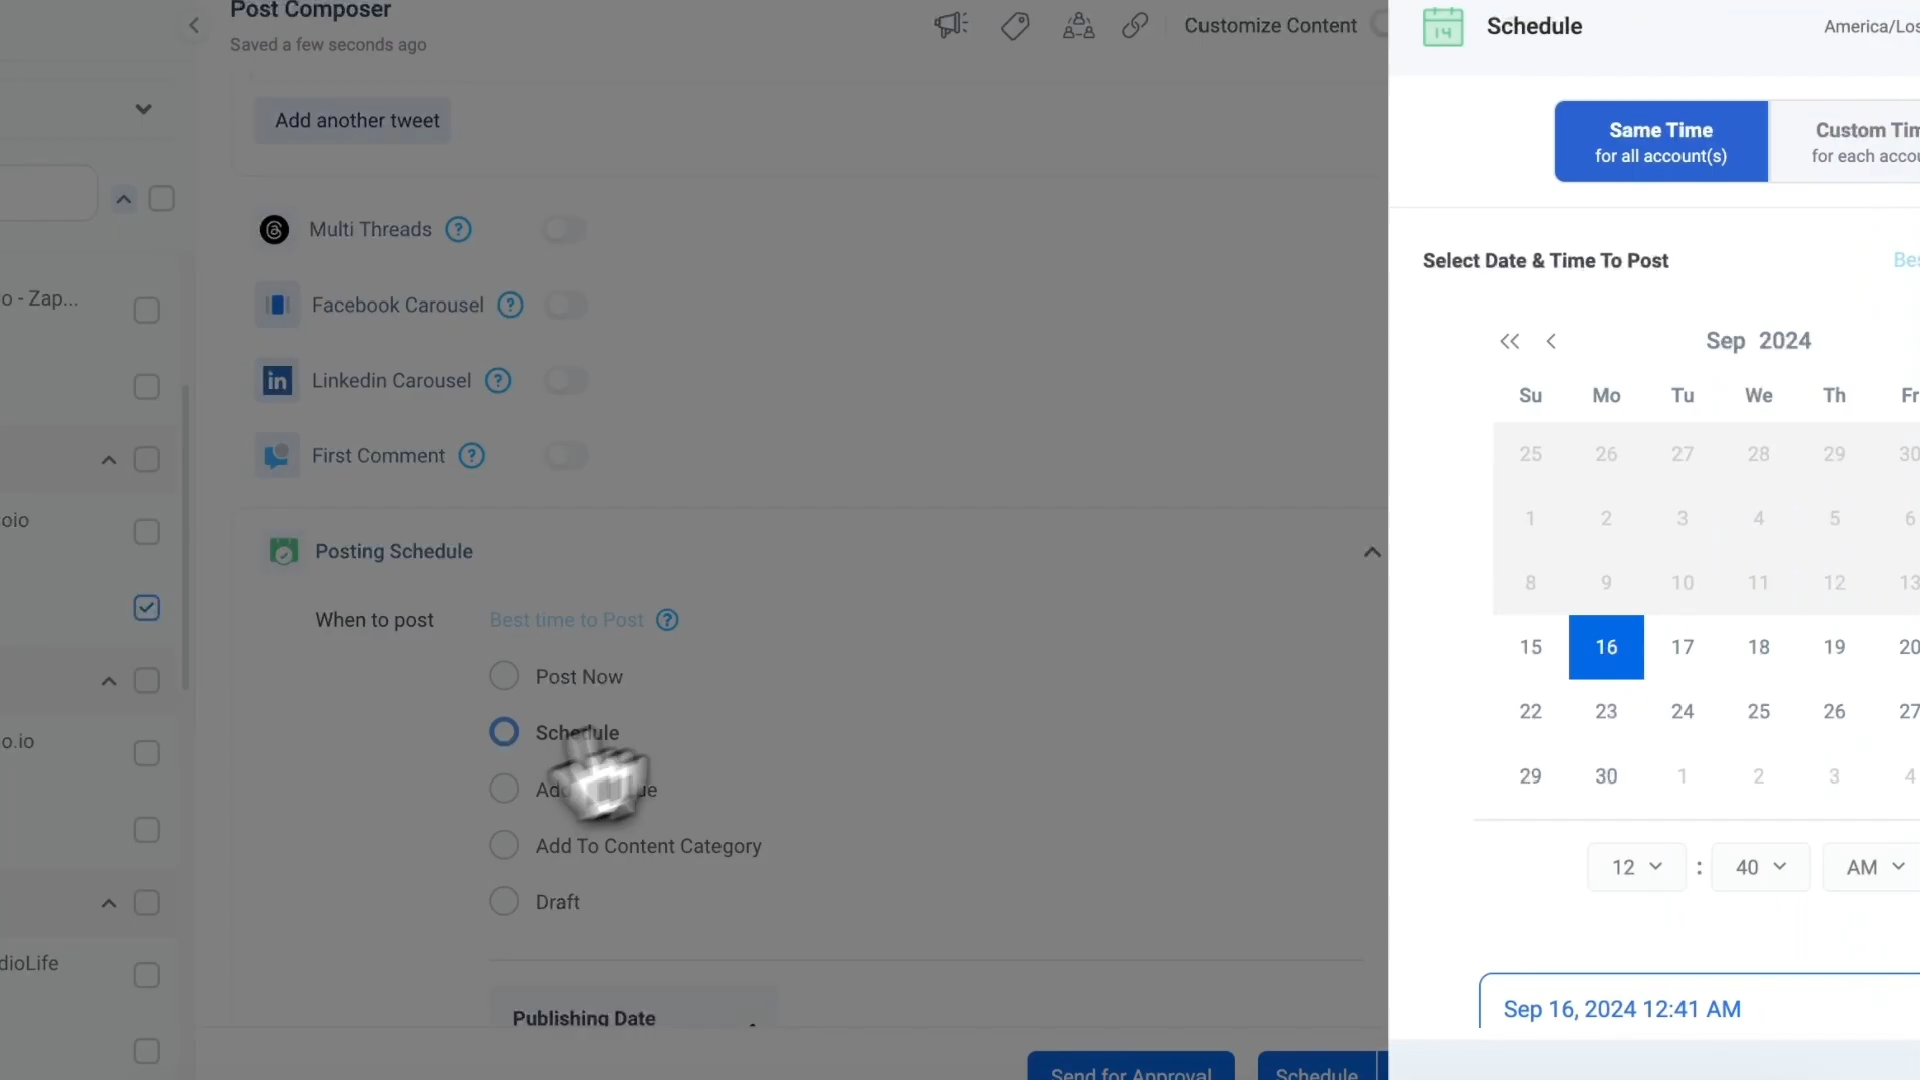 Post Composer
Saved a few seconds ago
Customize Content
Add another tweet
Multi Threads ?
Facebook Carousel ?
Linkedin Carousel ?
First Comment ?
Posting Schedule
When to post
Best time to Post ?
Post Now
Schedule
Add To Content Category
Draft
Publishing Date
Send for Approval
Schedule
o - Zap...
oio
o.io
dioLife
14
Schedule
America/Los
Same Time
for all account(s)
Custom Tim
for each accou
Select Date & Time To Post
Bes
Sep 2024
Su Mo Tu We Th Fr
25 26 27 28 29 30
1 2 3 4 5 6
8 9 10 11 12 13
15 16 17 18 19 20
22 23 24 25 26 27
29 30 1 2 3 4
12 : 40 AM
Sep 16, 2024 12:41 AM